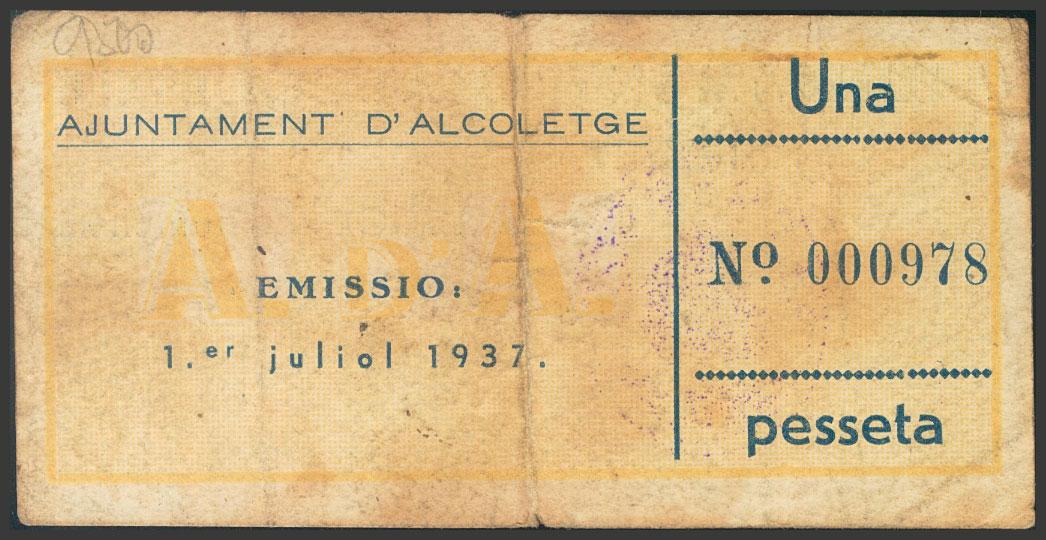 AJUNTAMENT D'ALCOLETGE
A. D'A.
EMISSIO:
1.er juliol 1937.
Una
Nº 000978
pesseta